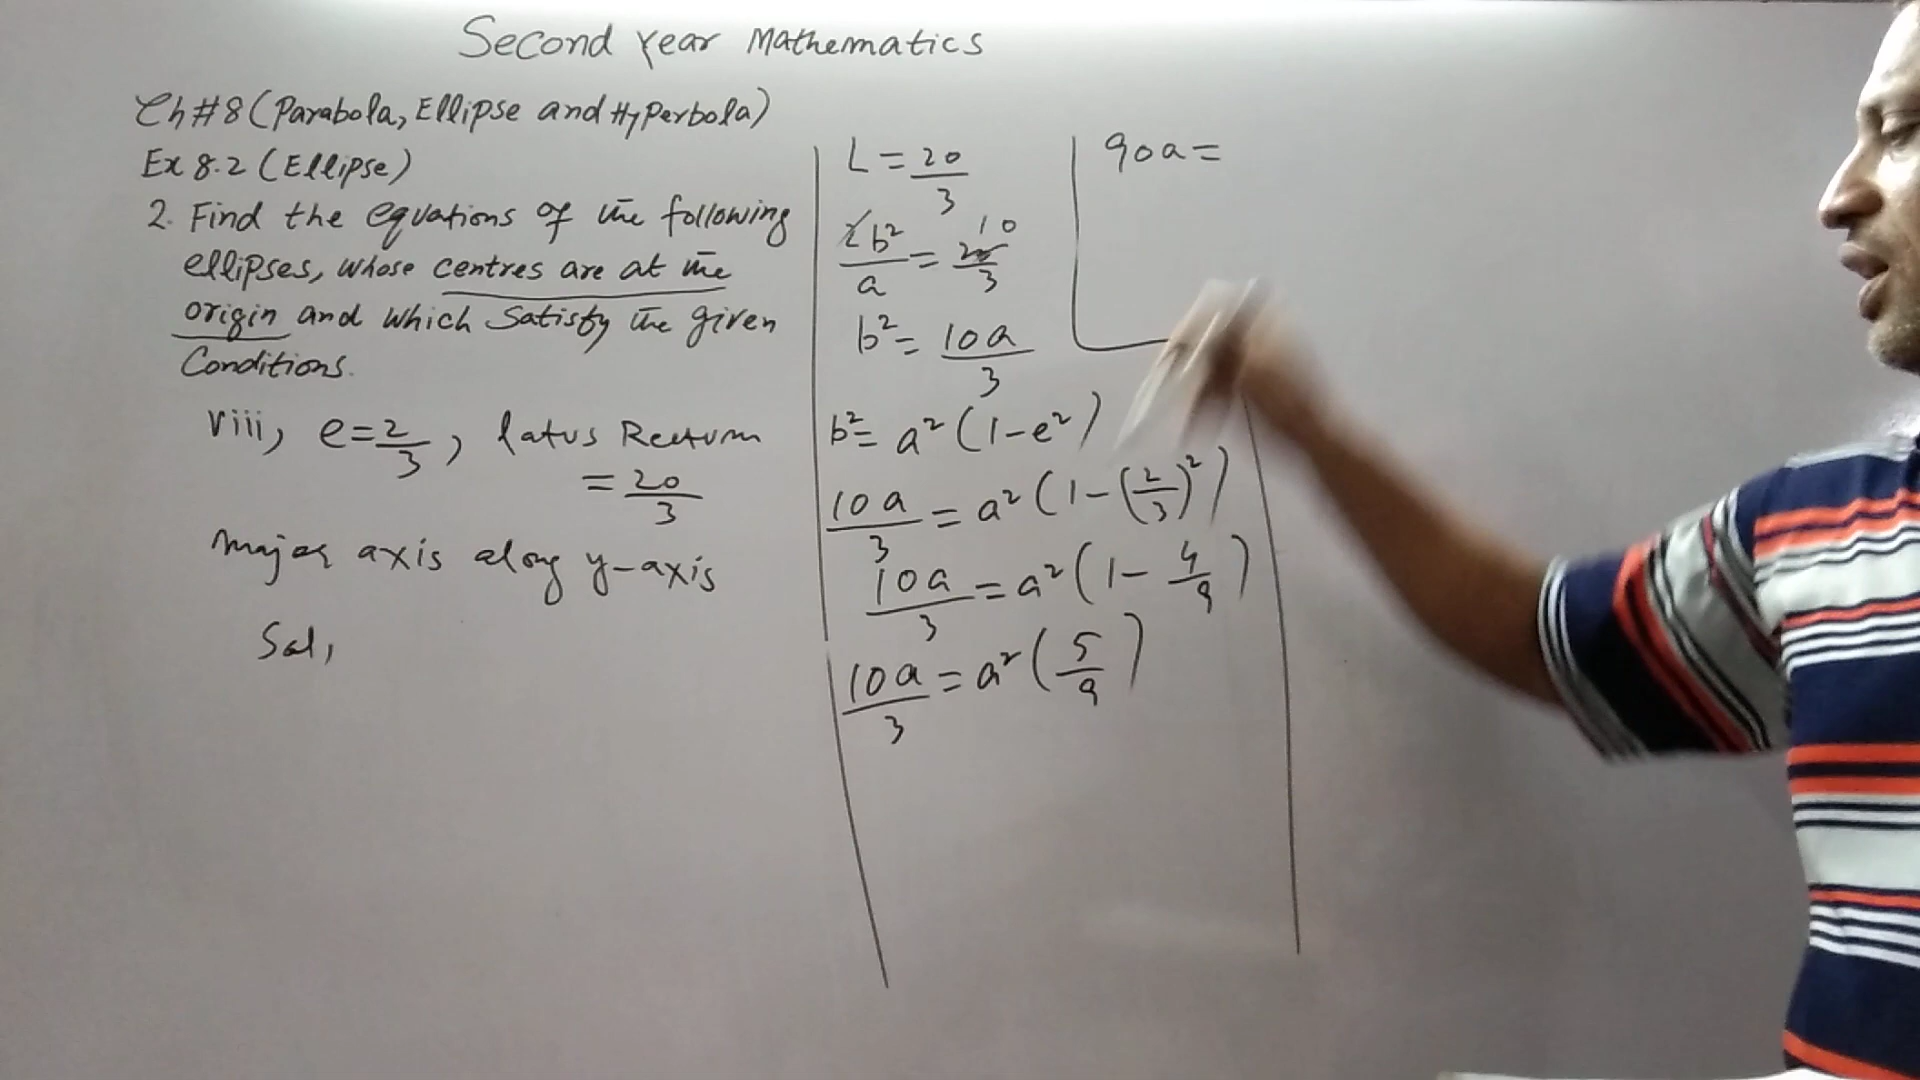 Second Year Mathematics
Ch#8 (Parabola, Ellipse and Hyperbola)
Ex 8.2 (Ellipse)
2. Find the equations of the following
ellipses, whose centres are at the
origin and which satisfy the given
Conditions.
viii, e=2/3, latus Rectum
=20/3
major axis along y-axis
Sol,
L=20/3
2b²/a=20/3 10
b²=10a/3
b²=a²(1-e²)
10a/3=a²(1-(2/3)²)
10a/3=a²(1-4/9)
10a/3=a²(5/9)
90a=